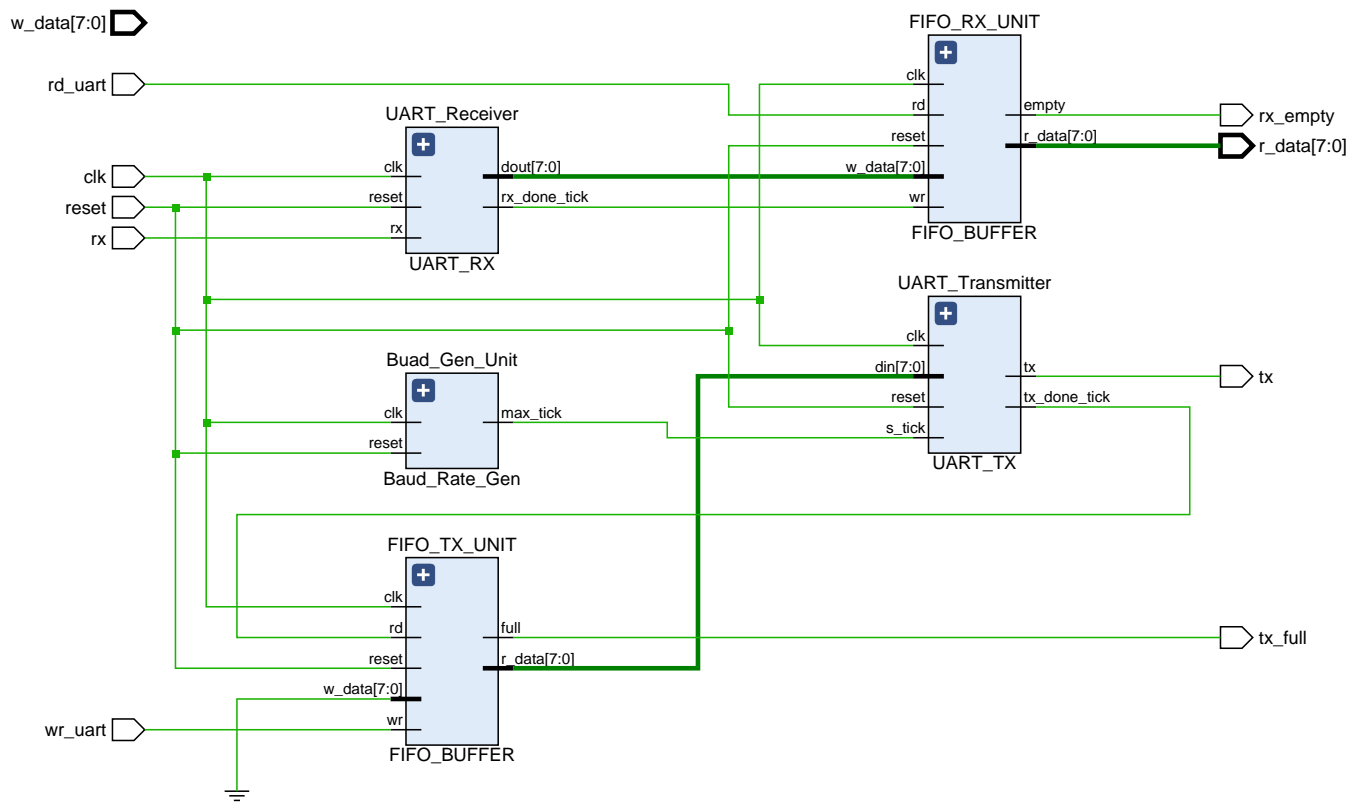 w_data[7:0]
rd_uart
clk
reset
rx
wr_uart
UART_Receiver
clk
reset
rx
dout[7:0]
rx_done_tick
UART_RX
Buad_Gen_Unit
clk
reset
max_tick
Baud_Rate_Gen
FIFO_TX_UNIT
clk
rd
reset
w_data[7:0]
wr
full
r_data[7:0]
FIFO_BUFFER
FIFO_RX_UNIT
clk
rd
reset
w_data[7:0]
wr
empty
r_data[7:0]
FIFO_BUFFER
UART_Transmitter
clk
din[7:0]
reset
s_tick
tx
tx_done_tick
UART_TX
rx_empty
r_data[7:0]
tx
tx_full